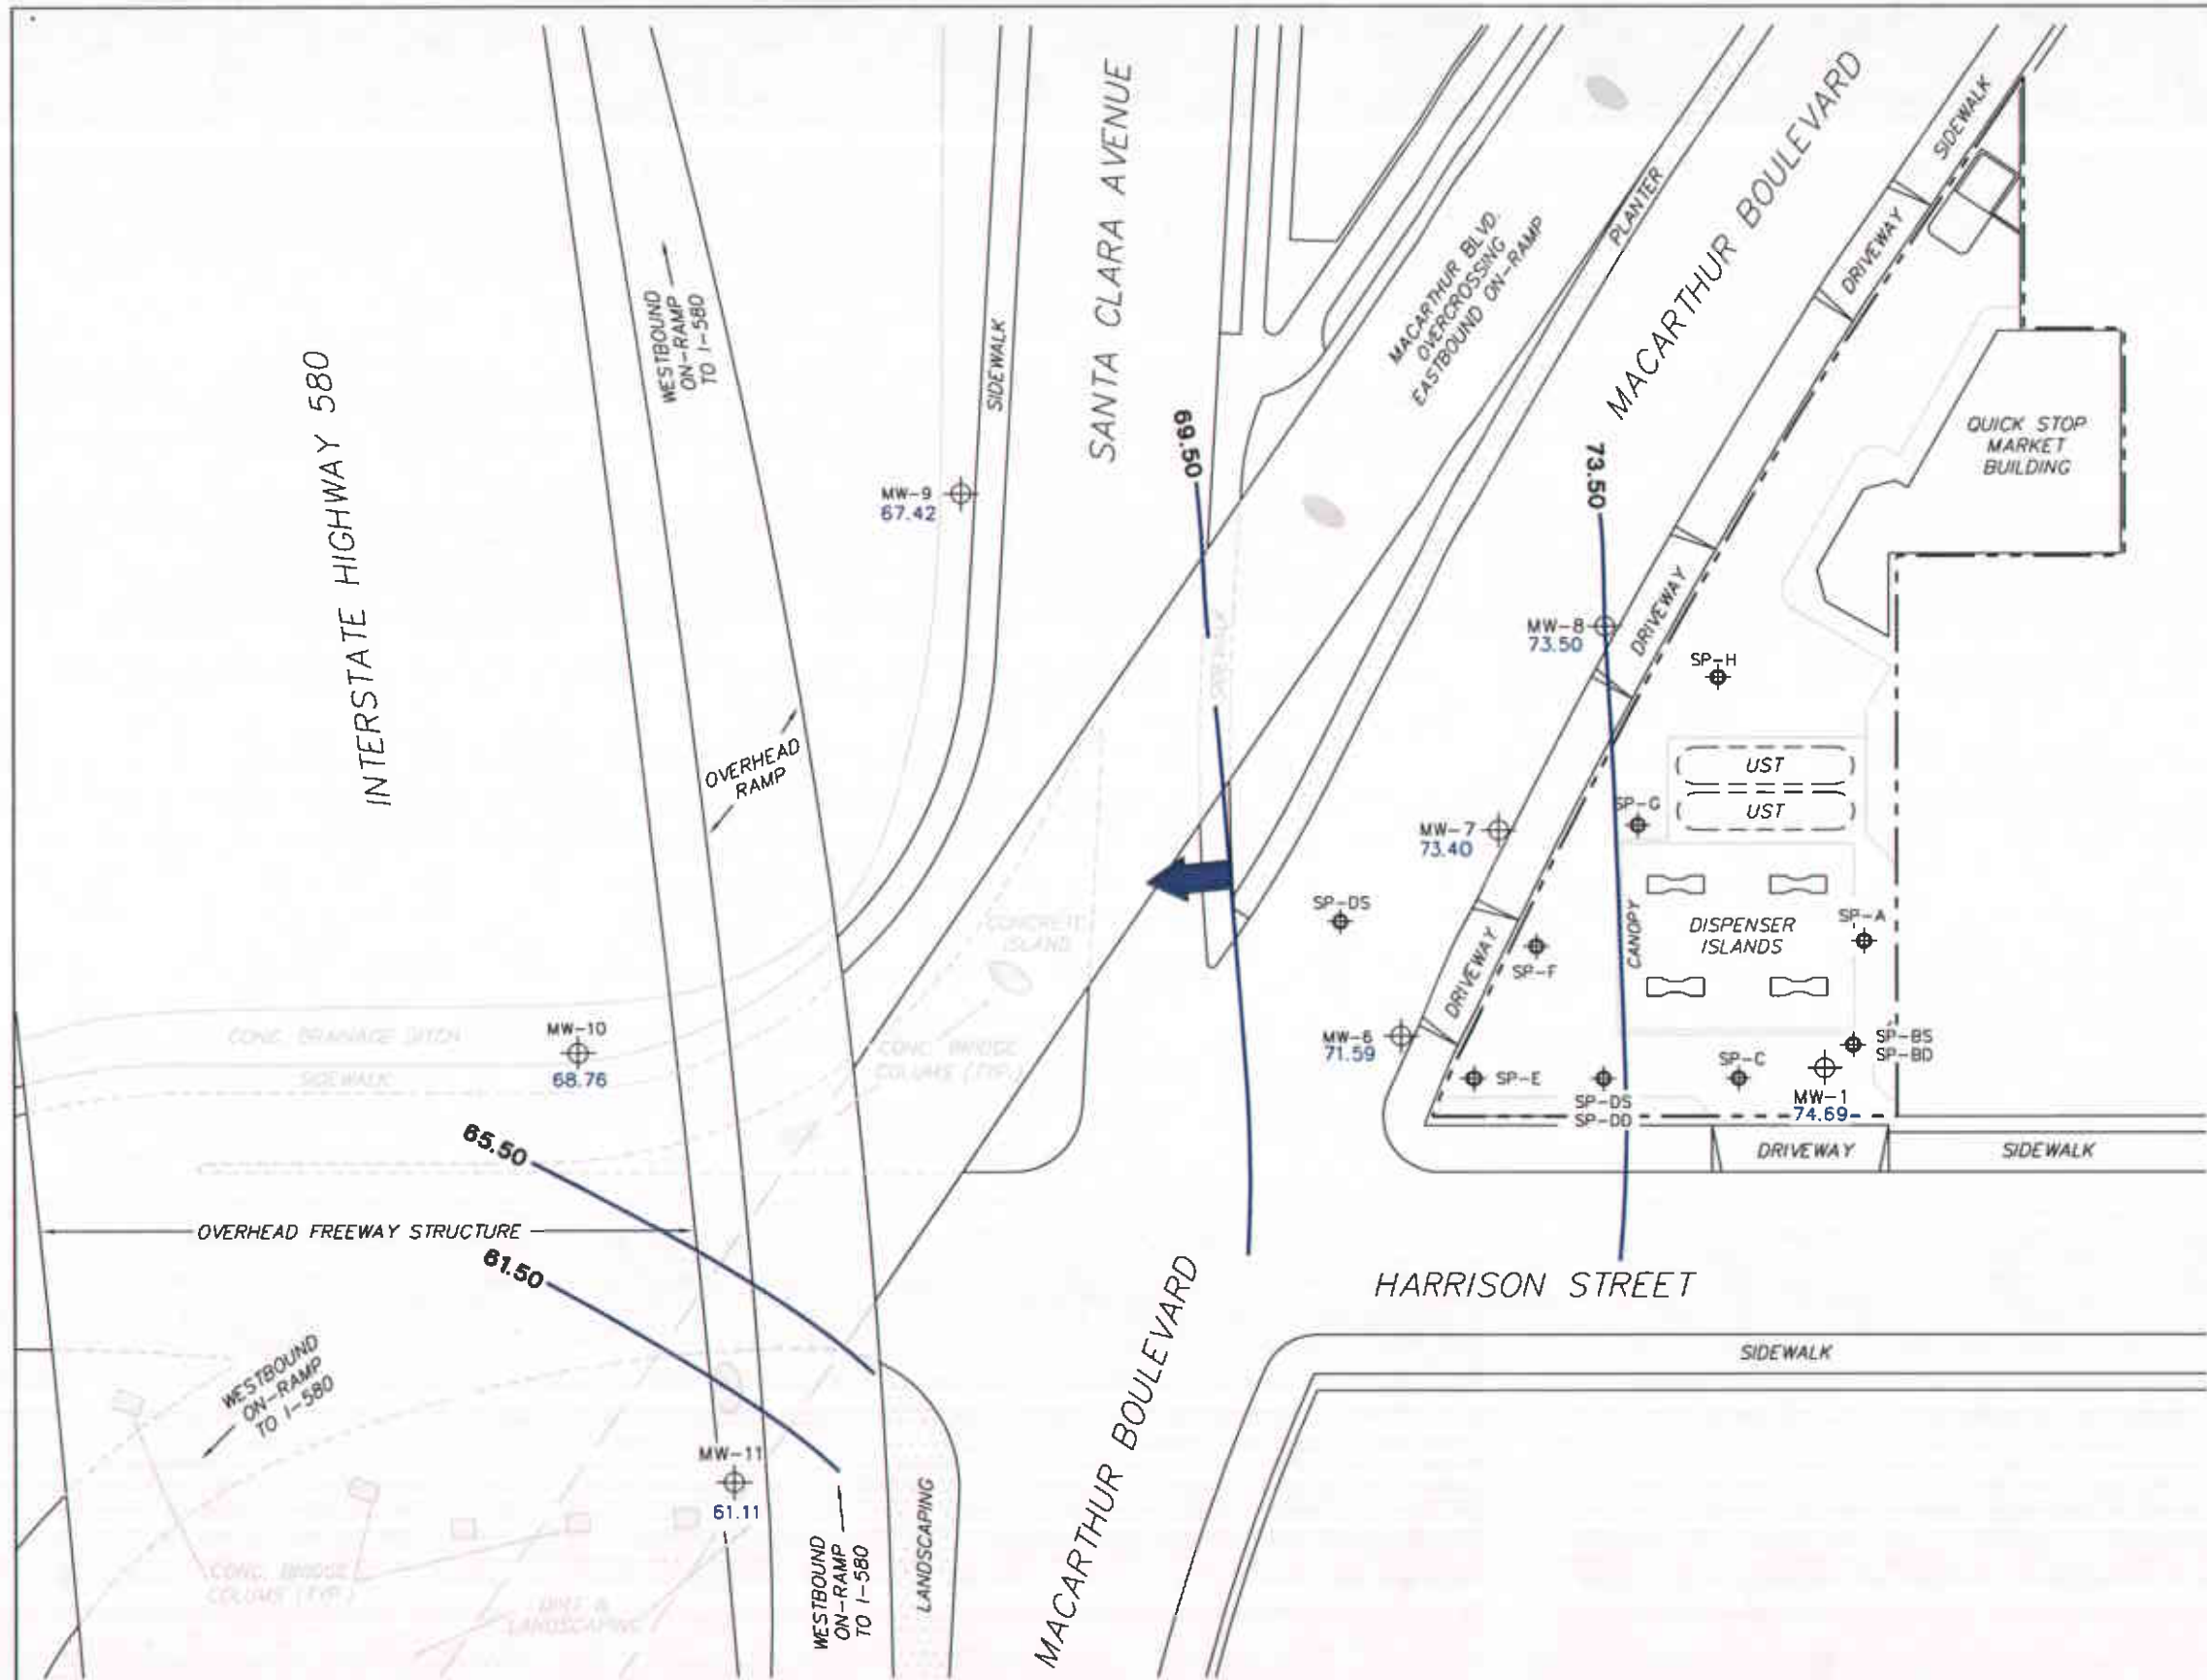 SANTA CLARA AVENUE
MACARTHUR BOULEVARD
SIDEWALK
PLANTER
DRIVEWAY
MACARTHUR BLVD.
OVERCROSSING
EASTBOUND ON-RAMP
WESTBOUND
ON-RAMP
TO I-580
SIDEWALK
INTERSTATE HIGHWAY 580
QUICK STOP
MARKET
BUILDING
69.50
73.50
MW-9
67.42
MW-8
73.50
DRIVEWAY
SP-H
OVERHEAD
RAMP
UST
UST
SP-G
MW-7
73.40
SP-DS
SP-F
CANOPY
DISPENSER
ISLANDS
SP-A
DRIVEWAY
CONCRETE
ISLAND
CONC. DRAINAGE DITCH
SIDEWALK
MW-10
68.76
CONC. BRIDGE
COLUMS (TYP.)
MW-6
71.59
SP-E
SP-DS
SP-DD
SP-C
SP-BS
SP-BD
MW-1
74.69
DRIVEWAY
SIDEWALK
65.50
OVERHEAD FREEWAY STRUCTURE
61.50
HARRISON STREET
SIDEWALK
WESTBOUND
ON-RAMP
TO I-580
MACARTHUR BOULEVARD
MW-11
61.11
WESTBOUND
ON-RAMP
TO I-580
LANDSCAPING
CONC. BRIDGE
COLUMS (TYP.)
DIRT &
LANDSCAPING